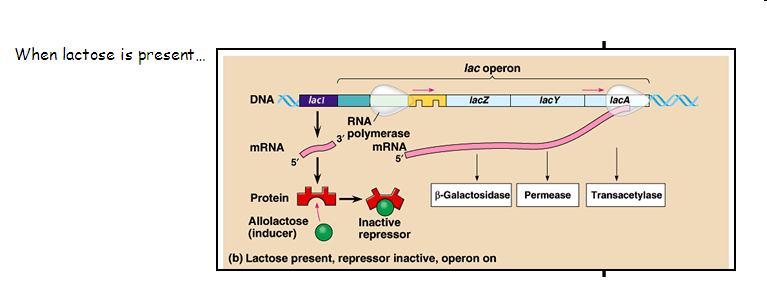 When lactose is present...
lac operon
DNA
lacI
lacZ
lacY
lacA
RNA
polymerase
3'
mRNA
5'
mRNA
5'
Protein
β-Galactosidase
Permease
Transacetylase
Allolactose
(inducer)
Inactive
repressor
(b) Lactose present, repressor inactive, operon on